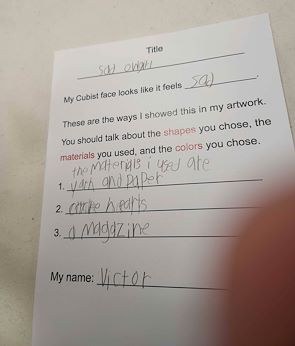 Title
sad
My Cubist face looks like it feels sad.
These are the ways I showed this in my artwork.
You should talk about the shapes you chose, the
materials you used, and the colors you chose.
the materials i used are
1. yarn and paper
2. hearts
3. a magazine
My name: Victor